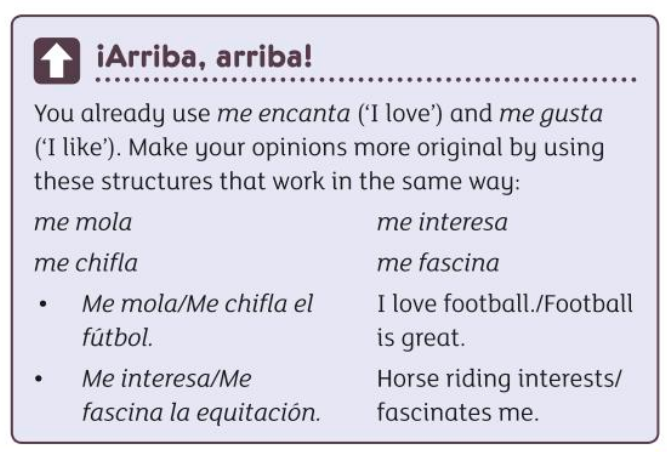 ¡Arriba, arriba!
You already use me encanta (‘I love’) and me gusta
(‘I like’). Make your opinions more original by using
these structures that work in the same way:
me mola me interesa
me chifla me fascina
• Me mola/Me chifla el I love football./Football
fútbol. is great.
• Me interesa/Me Horse riding interests/
fascina la equitación. fascinates me.